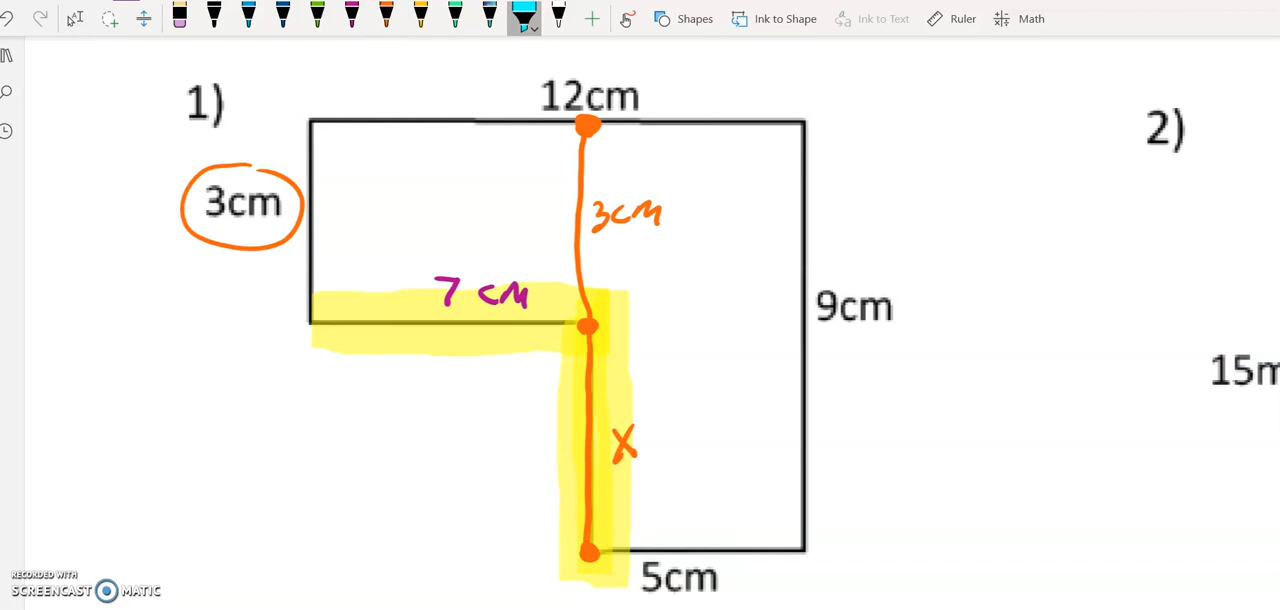 Shapes
Ink to Shape
Ink to Text
Ruler
Math
1)
12cm
2)
3cm
3cm
7 cm
9cm
15m
x
5cm
RECORDED WITH
SCREENCAST MATIC